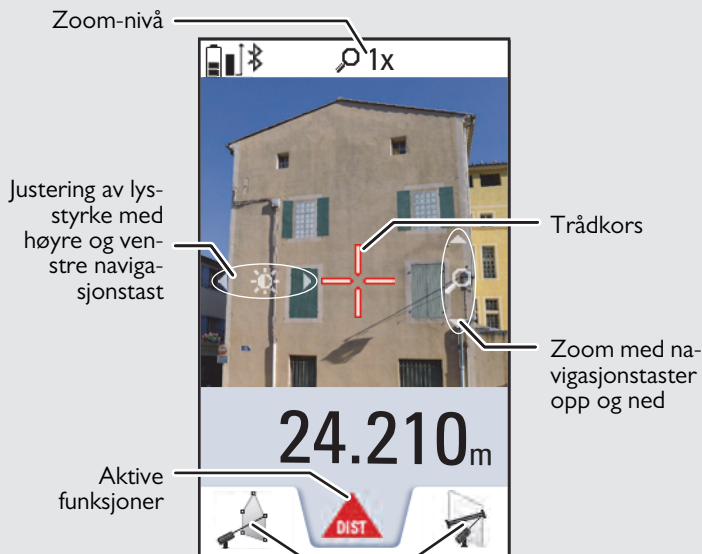 Zoom-nivå
1x
Justering av lys-
styrke med
høyre og ven-
stre naviga-
sjonstast
Trådkors
Zoom med na-
vigasjonstaster
opp og ned
24.210m
Aktive
funksjoner
DIST